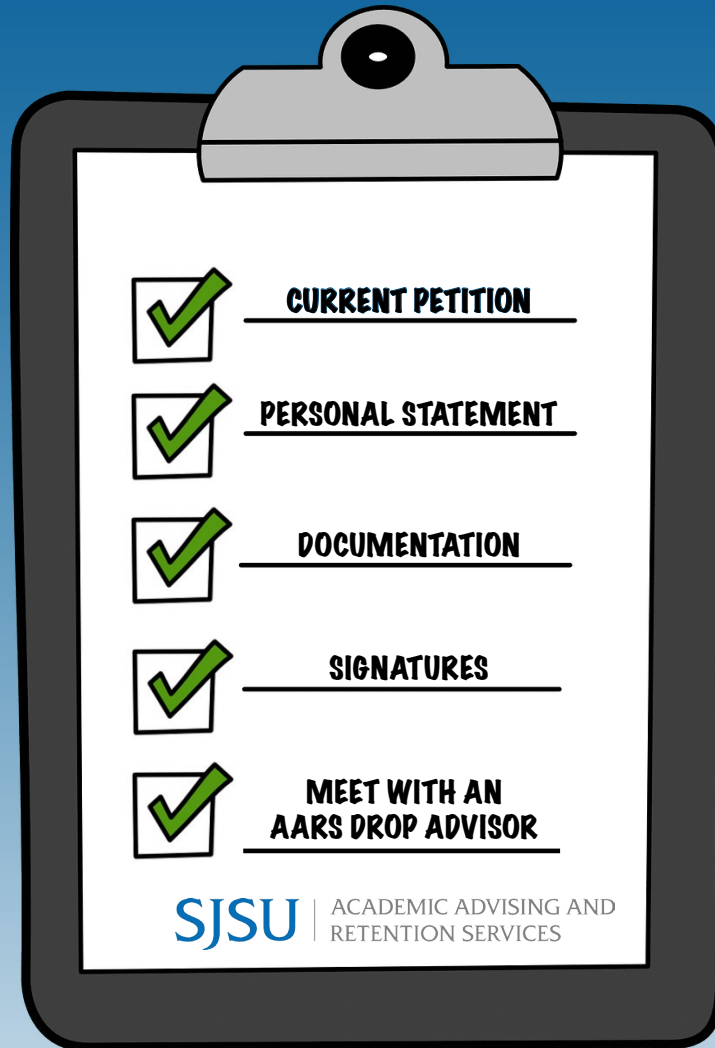 CURRENT PETITION
PERSONAL STATEMENT
DOCUMENTATION
SIGNATURES
MEET WITH AN
AARS DROP ADVISOR
SJSU
ACADEMIC ADVISING AND
RETENTION SERVICES